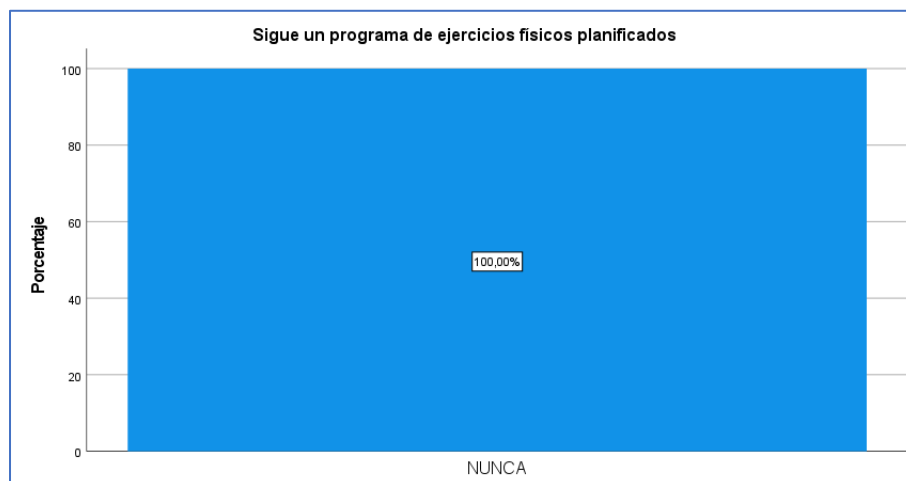 Sigue un programa de ejercicios físicos planificados
100
80
60
40
20
0
Porcentaje
100,00%
NUNCA